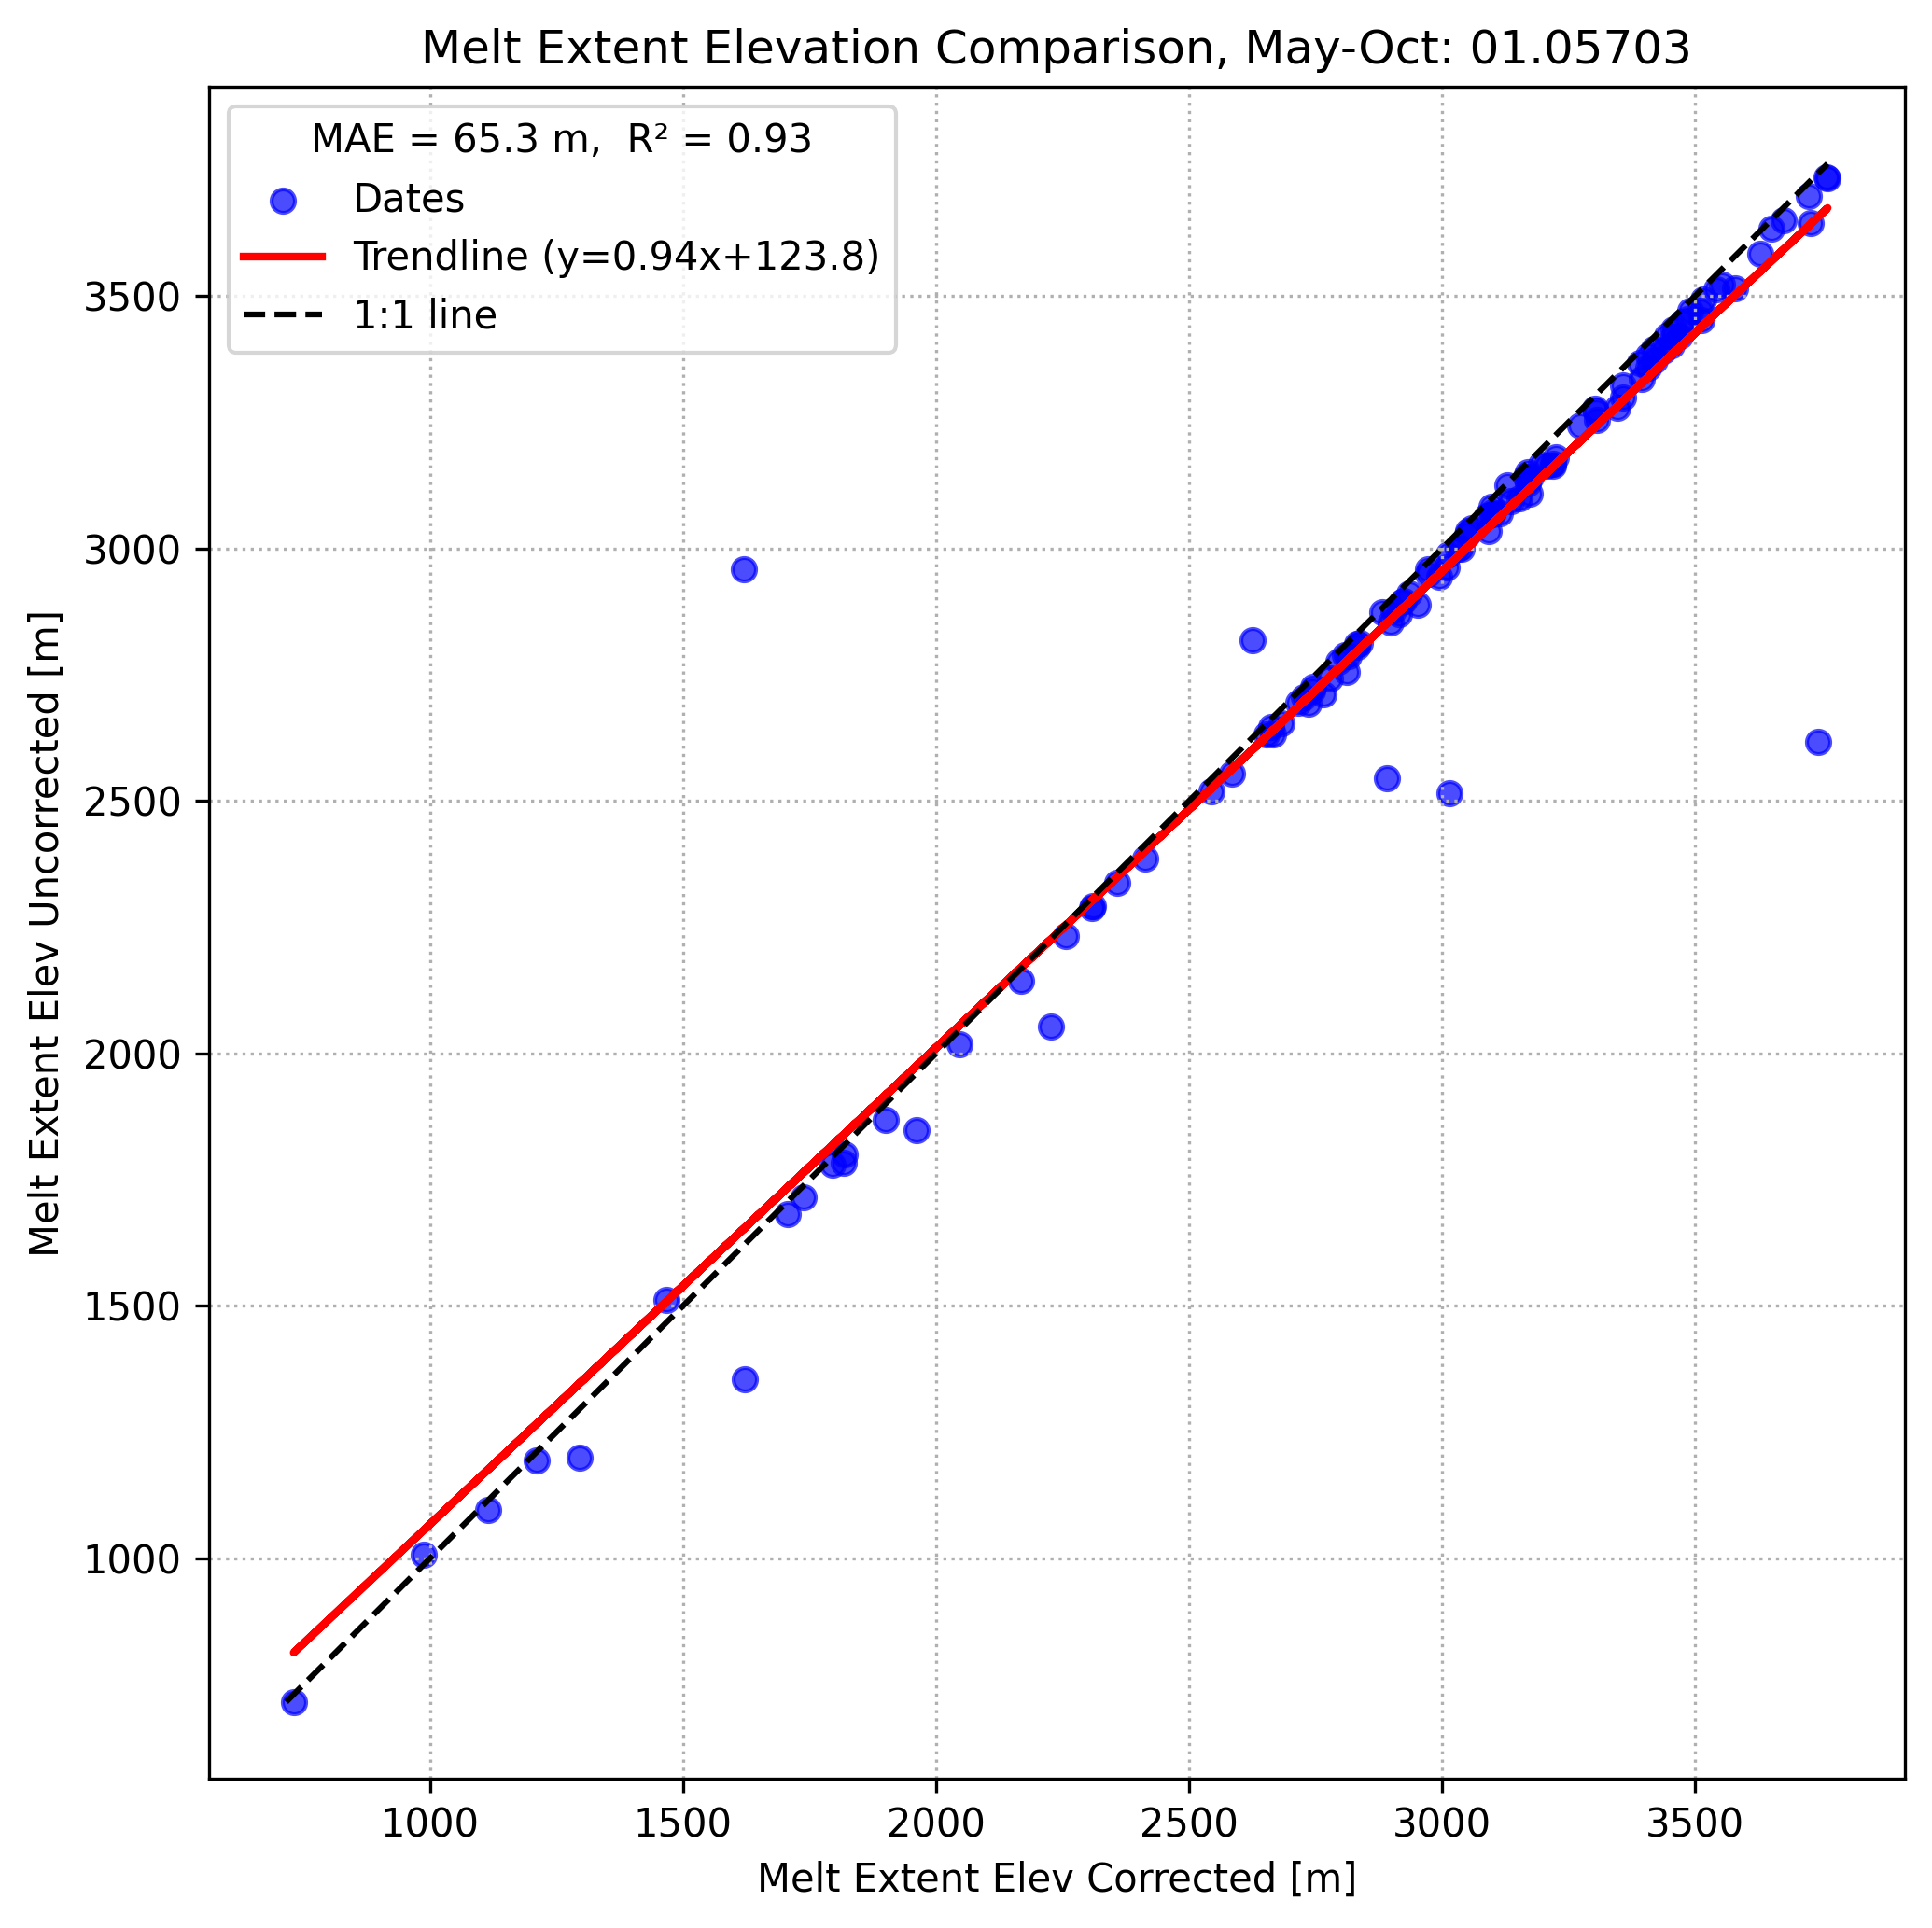 Melt Extent Elevation Comparison, May-Oct: 01.05703
MAE = 65.3 m, R² = 0.93
Dates
Trendline (y=0.94x+123.8)
1:1 line
Melt Extent Elev Uncorrected [m]
3500
3000
2500
2000
1500
1000
1000 1500 2000 2500 3000 3500
Melt Extent Elev Corrected [m]